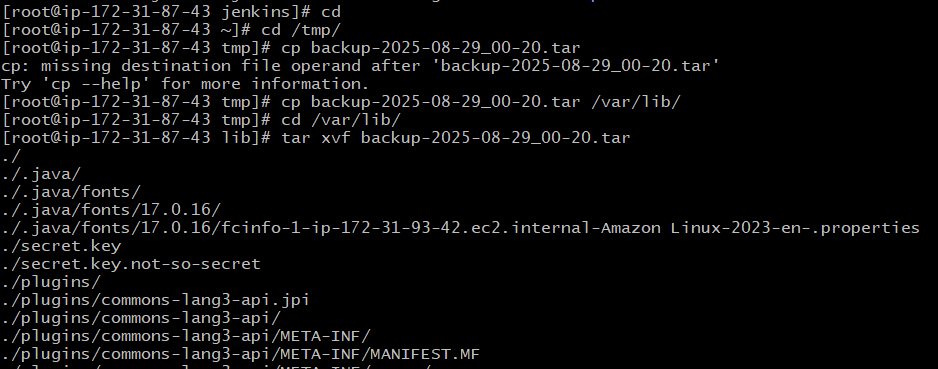 [root@ip-172-31-87-43 jenkins]# cd
[root@ip-172-31-87-43 ~]# cd /tmp/
[root@ip-172-31-87-43 tmp]# cp backup-2025-08-29_00-20.tar
cp: missing destination file operand after 'backup-2025-08-29_00-20.tar'
Try 'cp --help' for more information.
[root@ip-172-31-87-43 tmp]# cp backup-2025-08-29_00-20.tar /var/lib/
[root@ip-172-31-87-43 tmp]# cd /var/lib/
[root@ip-172-31-87-43 lib]# tar xvf backup-2025-08-29_00-20.tar
./
./.java/
./.java/fonts/
./.java/fonts/17.0.16/
./.java/fonts/17.0.16/fcinfo-1-ip-172-31-93-42.ec2.internal-Amazon Linux-2023-en-.properties
./secret.key
./secret.key.not-so-secret
./plugins/
./plugins/commons-lang3-api.jpi
./plugins/commons-lang3-api/
./plugins/commons-lang3-api/META-INF/
./plugins/commons-lang3-api/META-INF/MANIFEST.MF